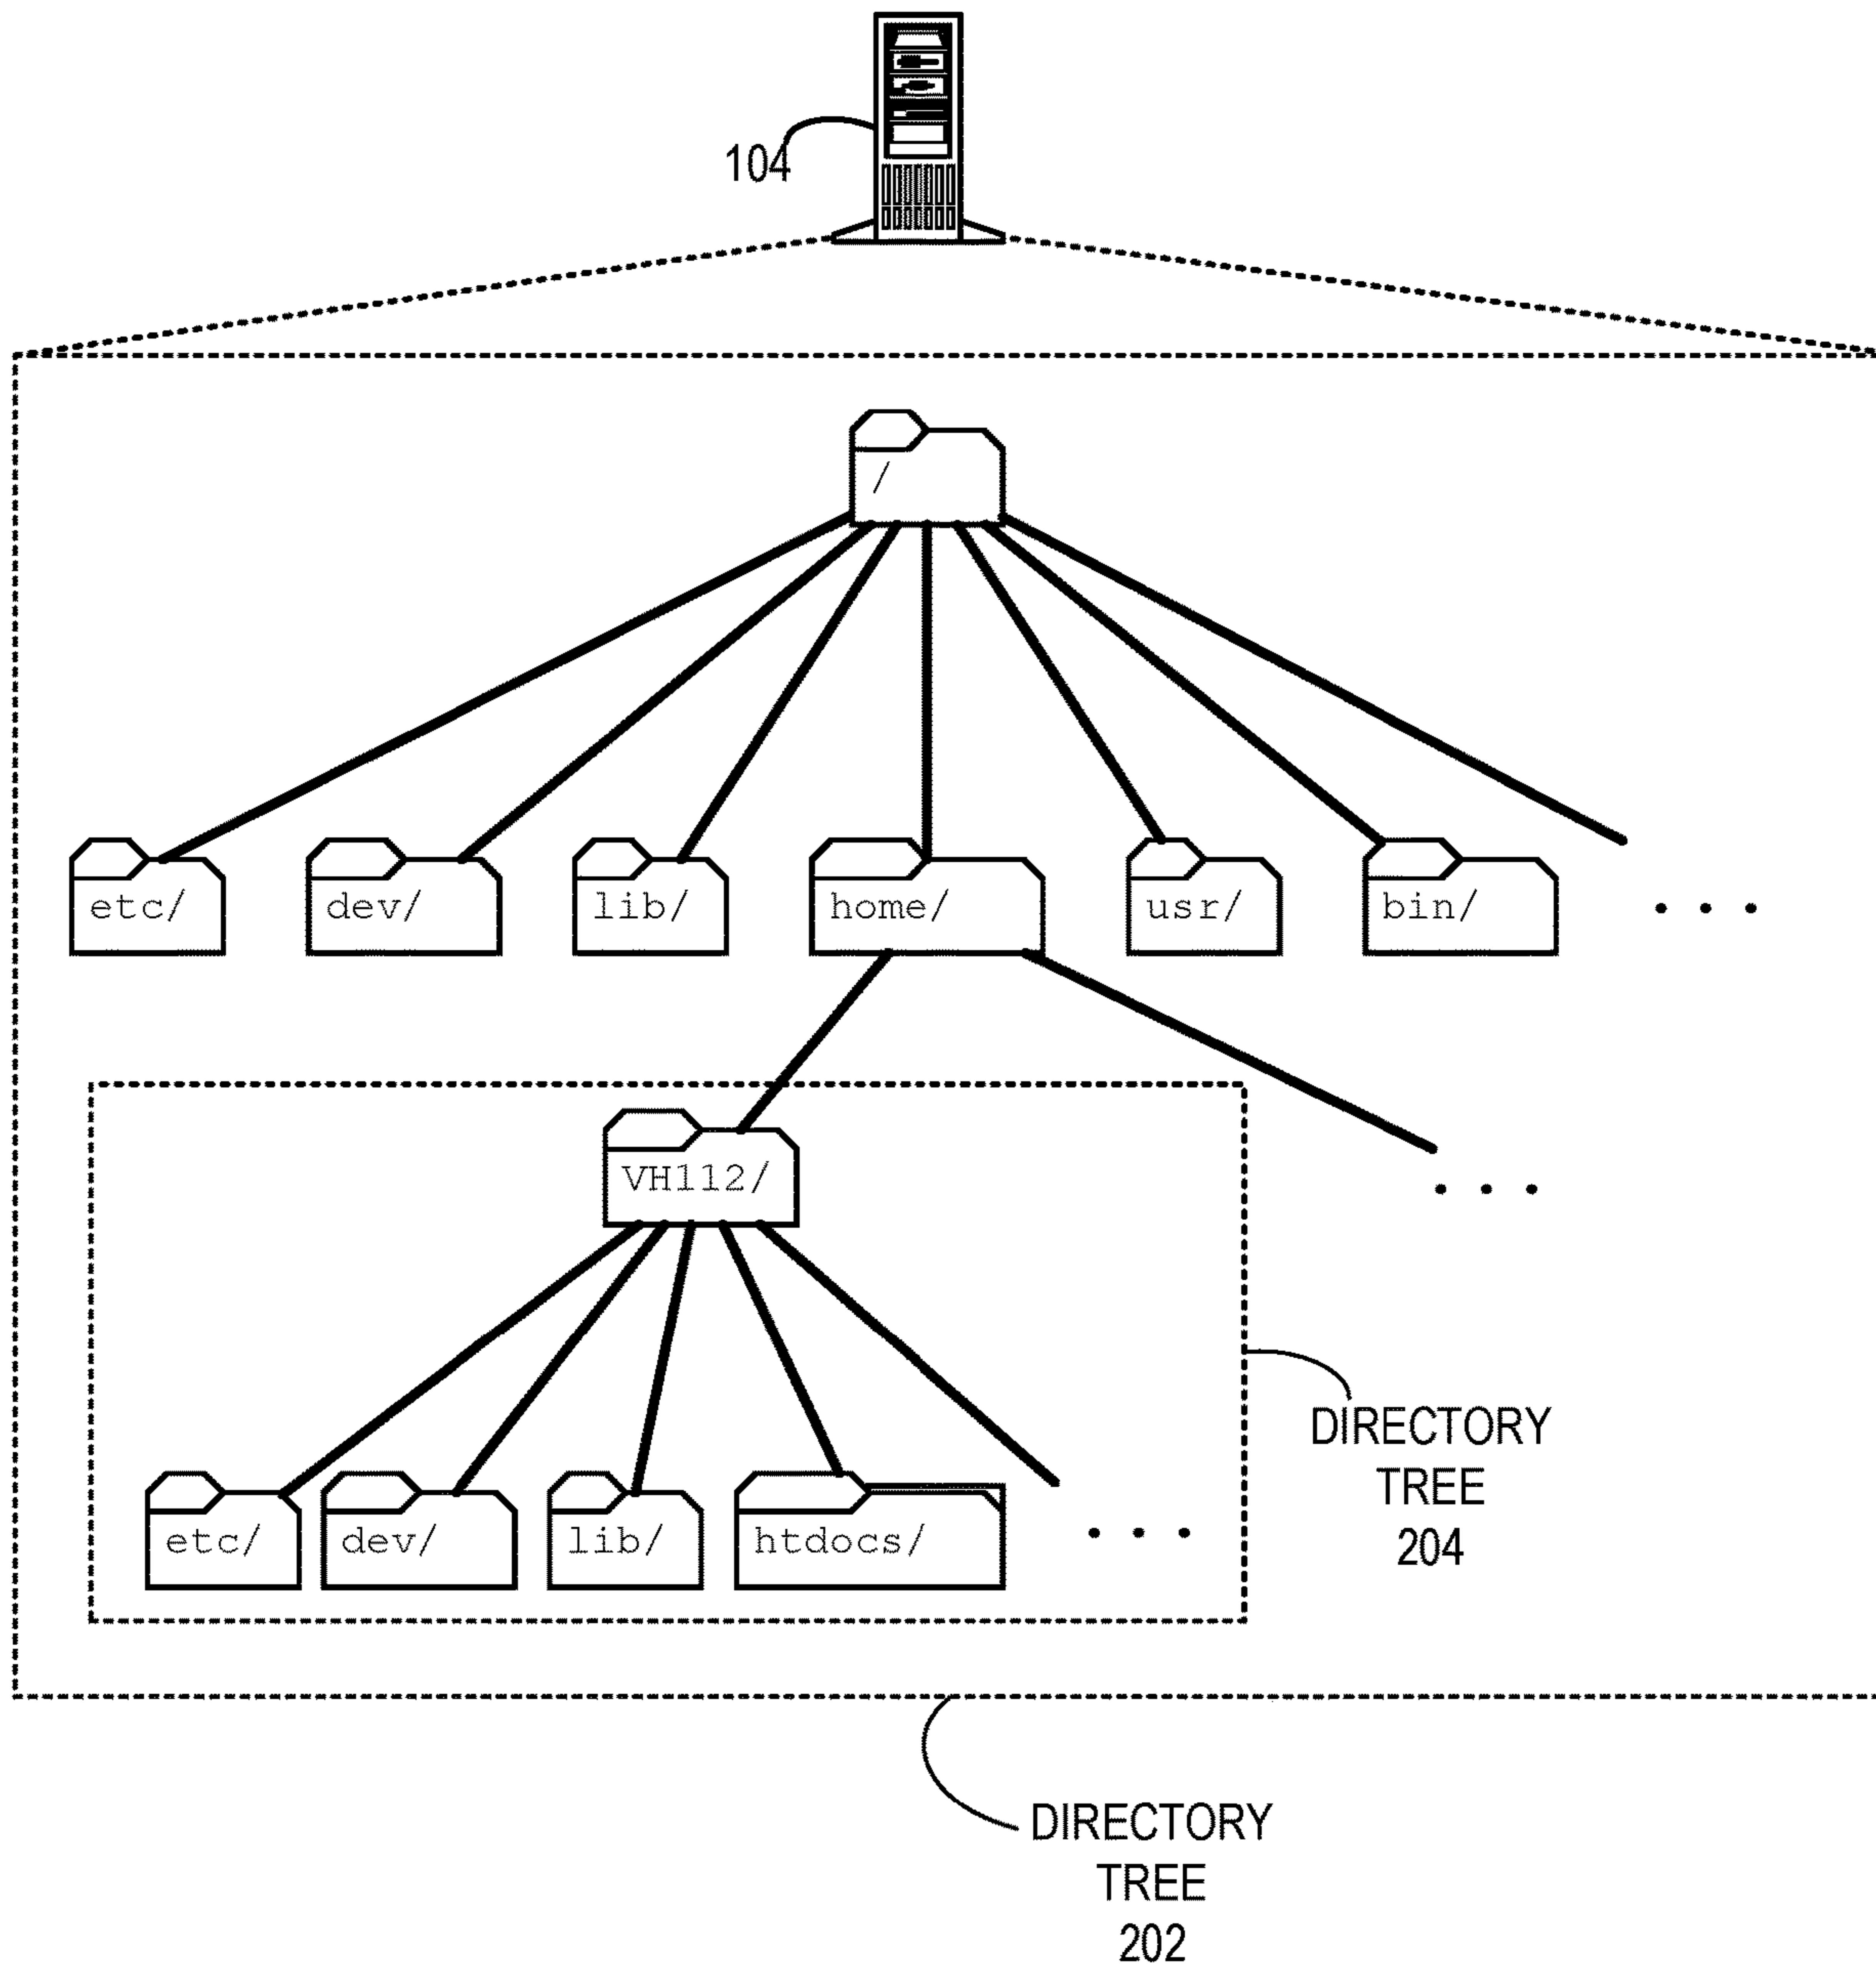 104
/
etc/ dev/ lib/ home/ usr/ bin/ . . .
VH112/
. . .
etc/ dev/ lib/ htdocs/ . . .
DIRECTORY
TREE
204
DIRECTORY
TREE
202